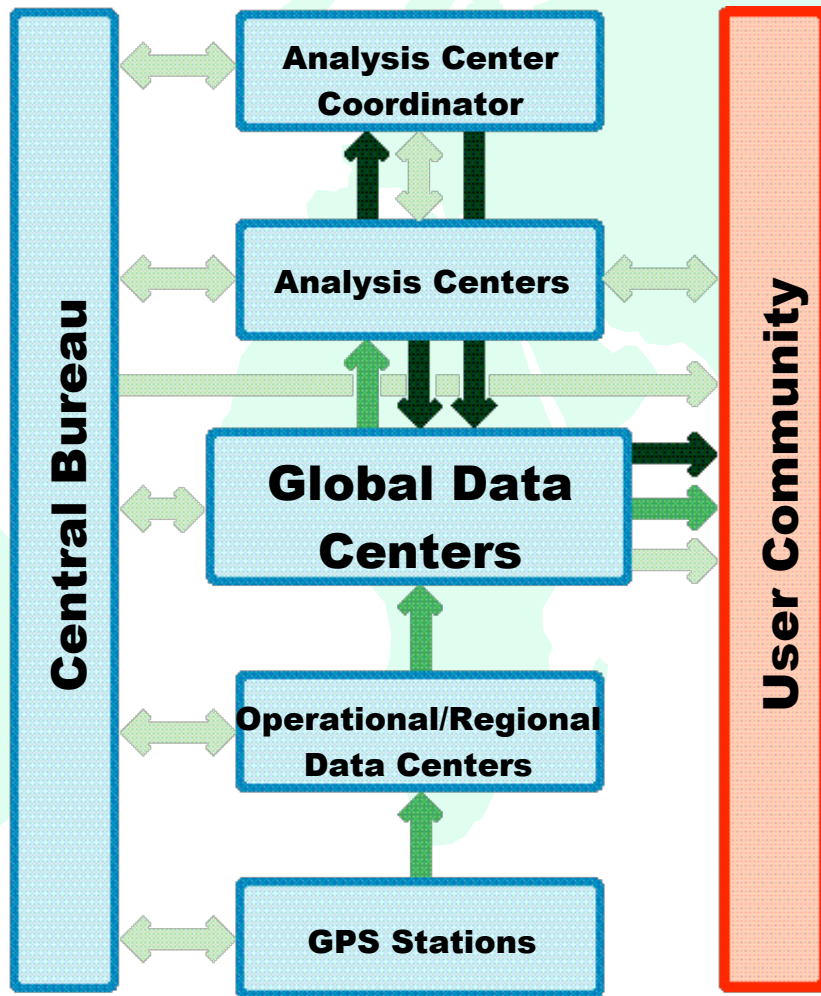 Analysis Center
Coordinator
Analysis Centers
Central Bureau
User Community
Global Data
Centers
Operational/Regional
Data Centers
GPS Stations